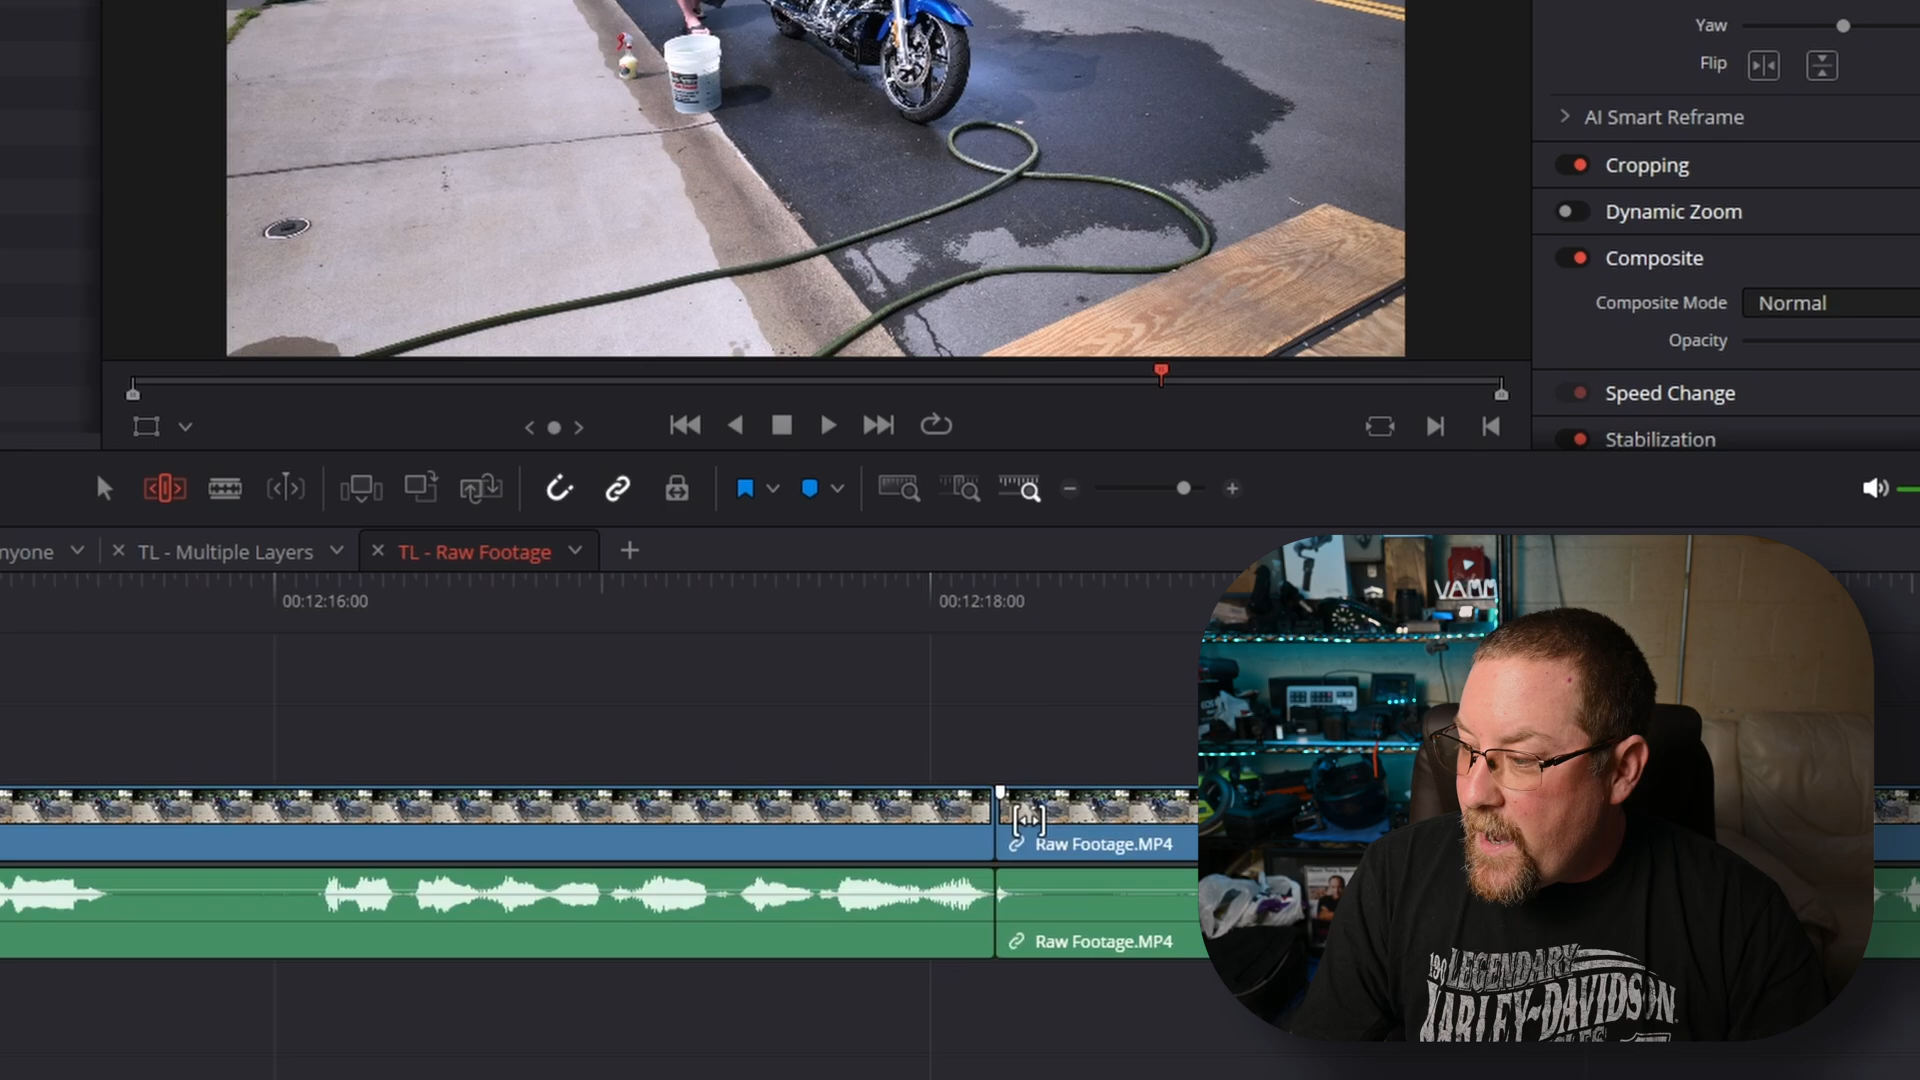 Yaw
Flip
AI Smart Reframe
Cropping
Dynamic Zoom
Composite
Composite Mode
Normal
Opacity
Speed Change
Stabilization
nyone
TL - Multiple Layers
TL - Raw Footage
00:12:16:00
00:12:18:00
Raw Footage.MP4
Raw Footage.MP4
VAMM
LEGENDARY
HARLEY-DAVIDSON